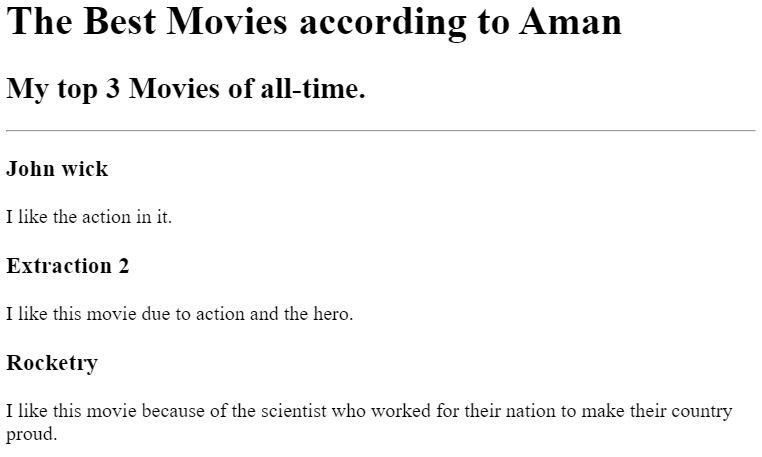 The Best Movies according to Aman
My top 3 Movies of all-time.
John wick
I like the action in it.
Extraction 2
I like this movie due to action and the hero.
Rocketry
I like this movie because of the scientist who worked for their nation to make their country
proud.